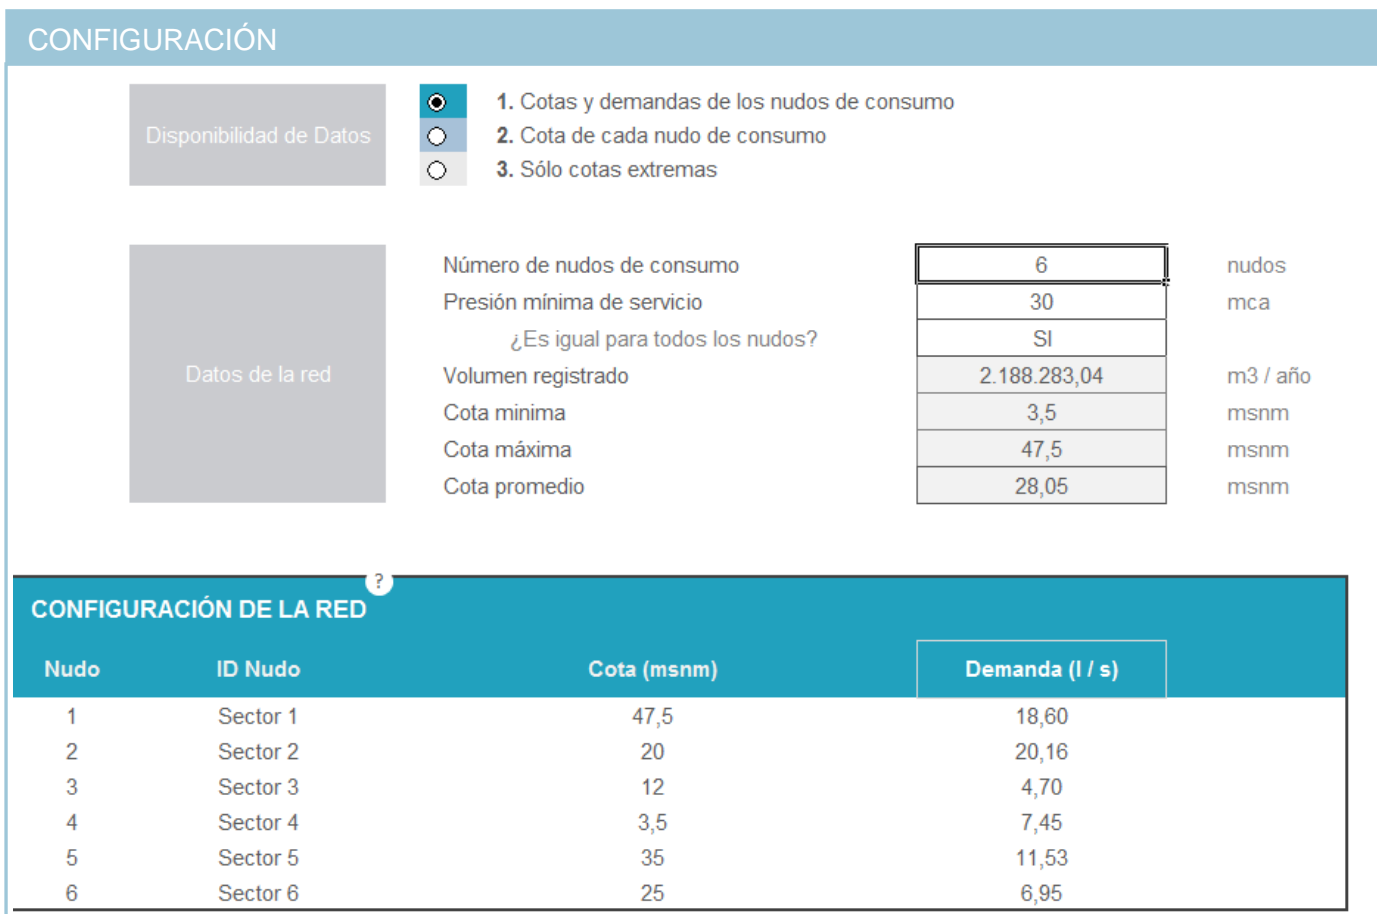 CONFIGURACIÓN
Disponibilidad de Datos
1. Cotas y demandas de los nudos de consumo
2. Cota de cada nudo de consumo
3. Sólo cotas extremas
Datos de la red
Número de nudos de consumo 6 nudos
Presión mínima de servicio 30 mca
¿Es igual para todos los nudos? SI
Volumen registrado 2.188.283,04 m3 / año
Cota minima 3,5 msnm
Cota máxima 47,5 msnm
Cota promedio 28,05 msnm
?
CONFIGURACIÓN DE LA RED
Nudo ID Nudo Cota (msnm) Demanda (l / s)
1 Sector 1 47,5 18,60
2 Sector 2 20 20,16
3 Sector 3 12 4,70
4 Sector 4 3,5 7,45
5 Sector 5 35 11,53
6 Sector 6 25 6,95